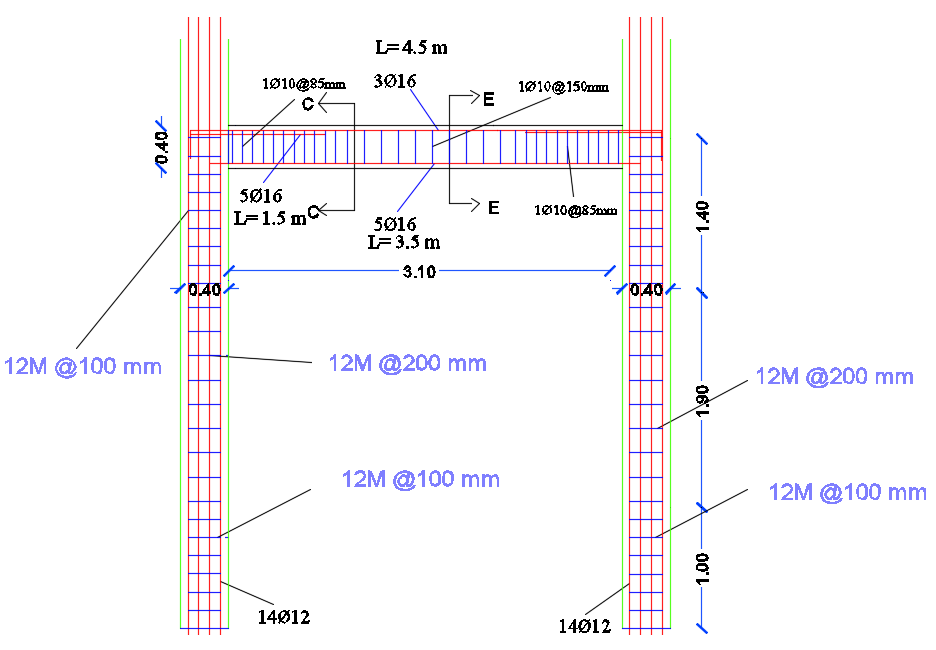 L= 4.5 m
1Ø10@85mm
3Ø16
1Ø10@150mm
C
E
0.40
5Ø16
L= 1.5 m
C
5Ø16
L= 3.5 m
E
1Ø10@85mm
1.40
3.10
0.40
0.40
12M @100 mm
12M @200 mm
12M @200 mm
1.90
12M @100 mm
12M @100 mm
1.00
14Ø12
14Ø12